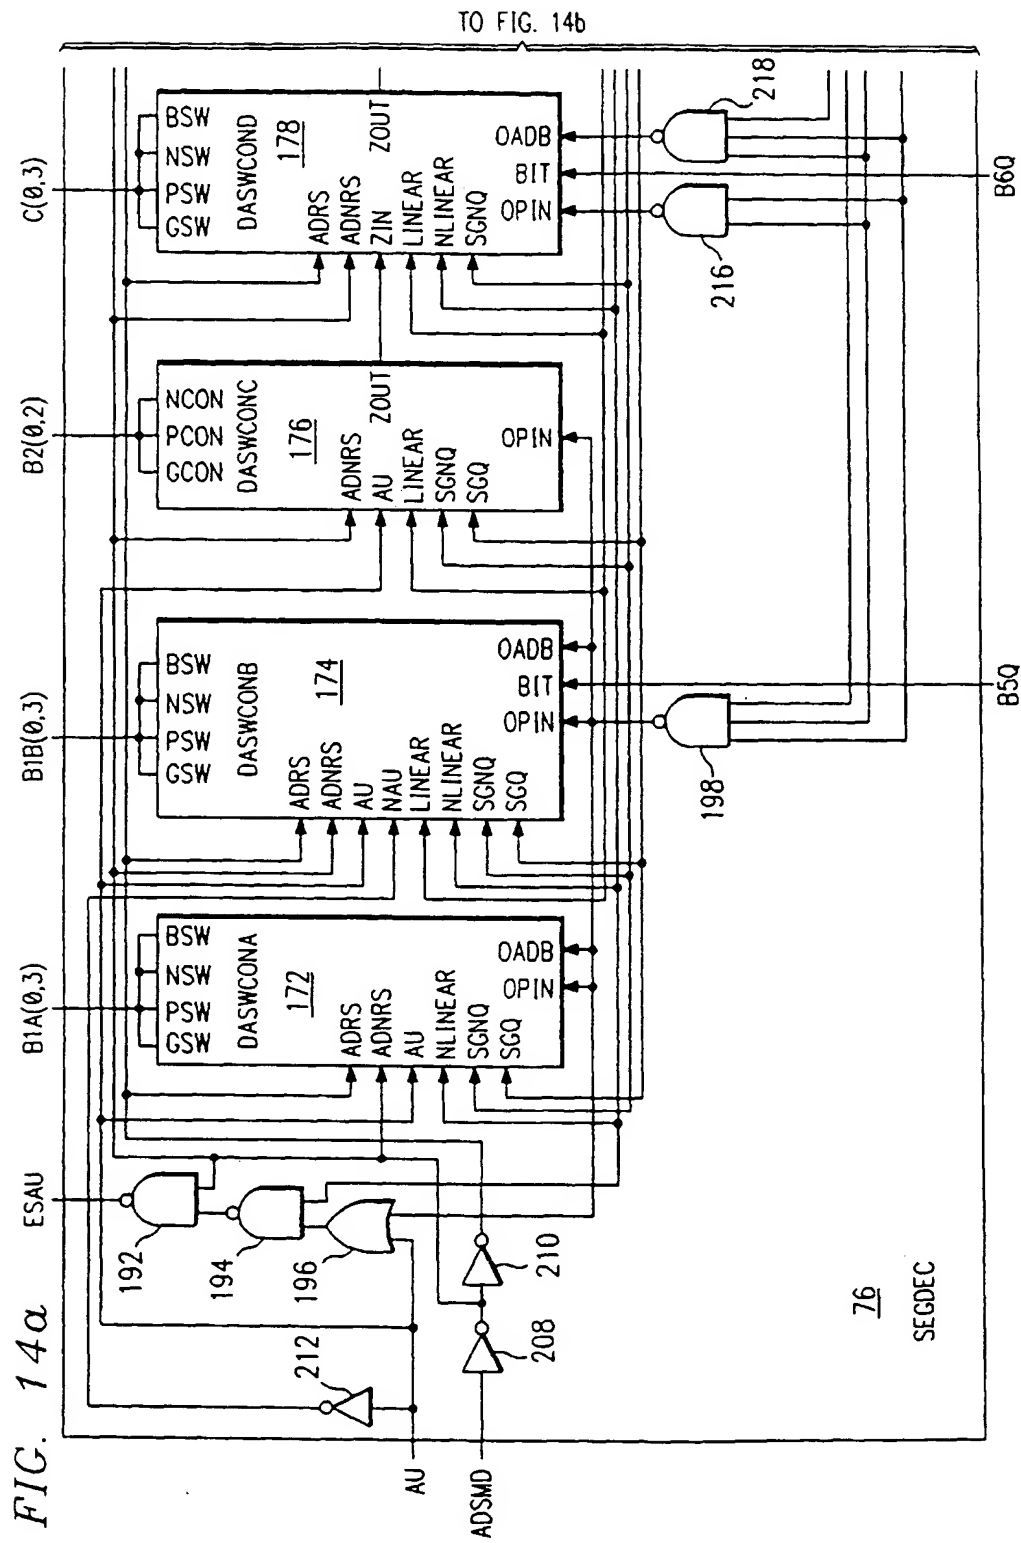 FIG. 14a
TO FIG. 14b
ESAU
B1A(0,3)
B1B(0,3)
B2(0,2)
C(0,3)
192
194
196
212
AU
ADSMD
208
210
GSW
PSW
NSW
BSW
DASWCONA
172
ADRS
ADNRS
AU
NLINEAR
SGNQ
SGQ
OPIN
OADB
GSW
PSW
NSW
BSW
DASWCONB
174
ADRS
ADNRS
AU
NAU
LINEAR
NLINEAR
SGNQ
SGQ
OPIN
BIT
OADB
GCON
PCON
NCON
DASWCONC
176
ADNRS
AU
LINEAR
SGNQ
SGQ
ZOUT
OPIN
GSW
PSW
NSW
BSW
DASWCOND
178
ADRS
ADNRS
ZIN
LINEAR
NLINEAR
SGNQ
ZOUT
OPIN
BIT
OADB
198
216
218
B5Q
B6Q
76
SEGDEC